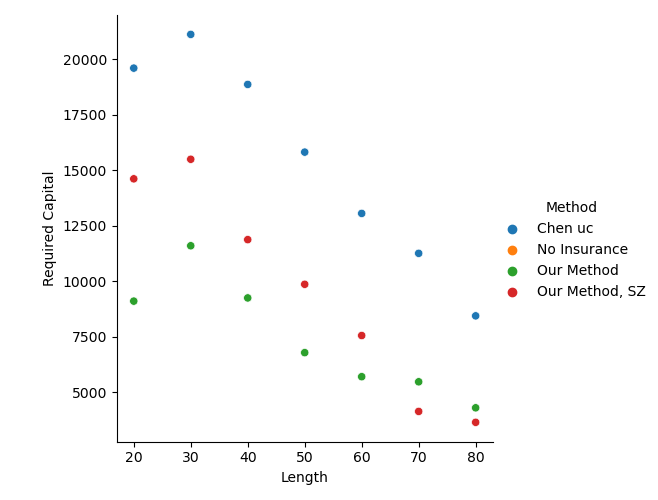 20000
17500
15000
12500
10000
7500
5000
Required Capital
20 30 40 50 60 70 80
Length
Method
Chen uc
No Insurance
Our Method
Our Method, SZ